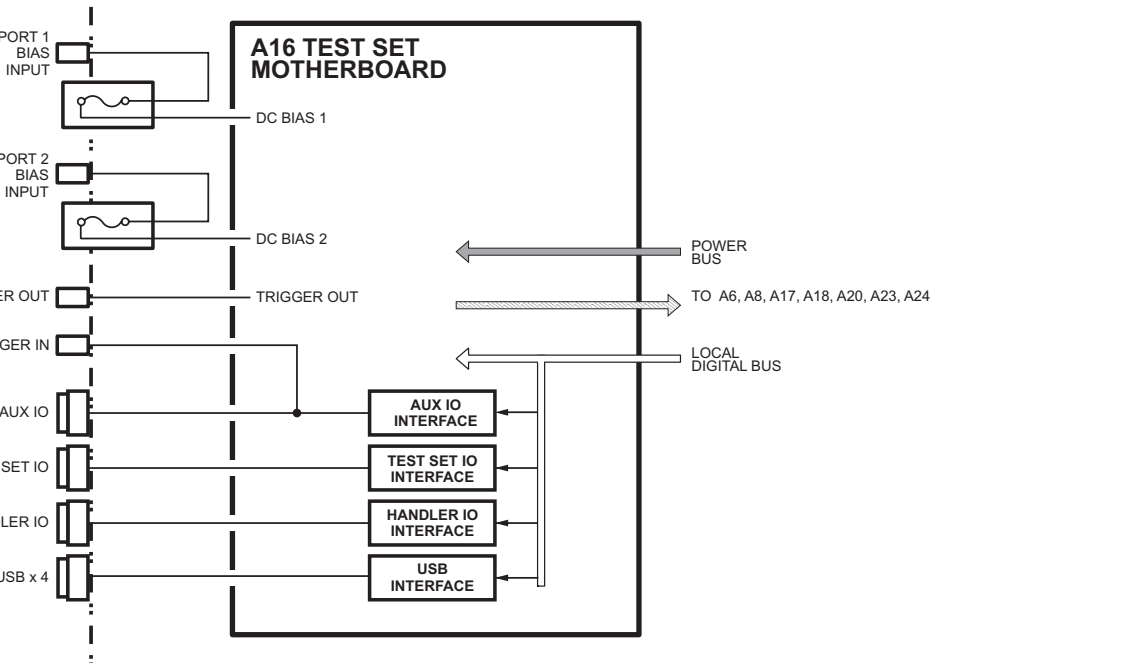 PORT 1
BIAS
INPUT
A16 TEST SET
MOTHERBOARD
DC BIAS 1
PORT 2
BIAS
INPUT
DC BIAS 2
POWER
BUS
ER OUT
TRIGGER OUT
TO A6, A8, A17, A18, A20, A23, A24
GER IN
LOCAL
DIGITAL BUS
AUX IO
AUX IO
INTERFACE
SET IO
TEST SET IO
INTERFACE
LER IO
HANDLER IO
INTERFACE
USB x 4
USB
INTERFACE